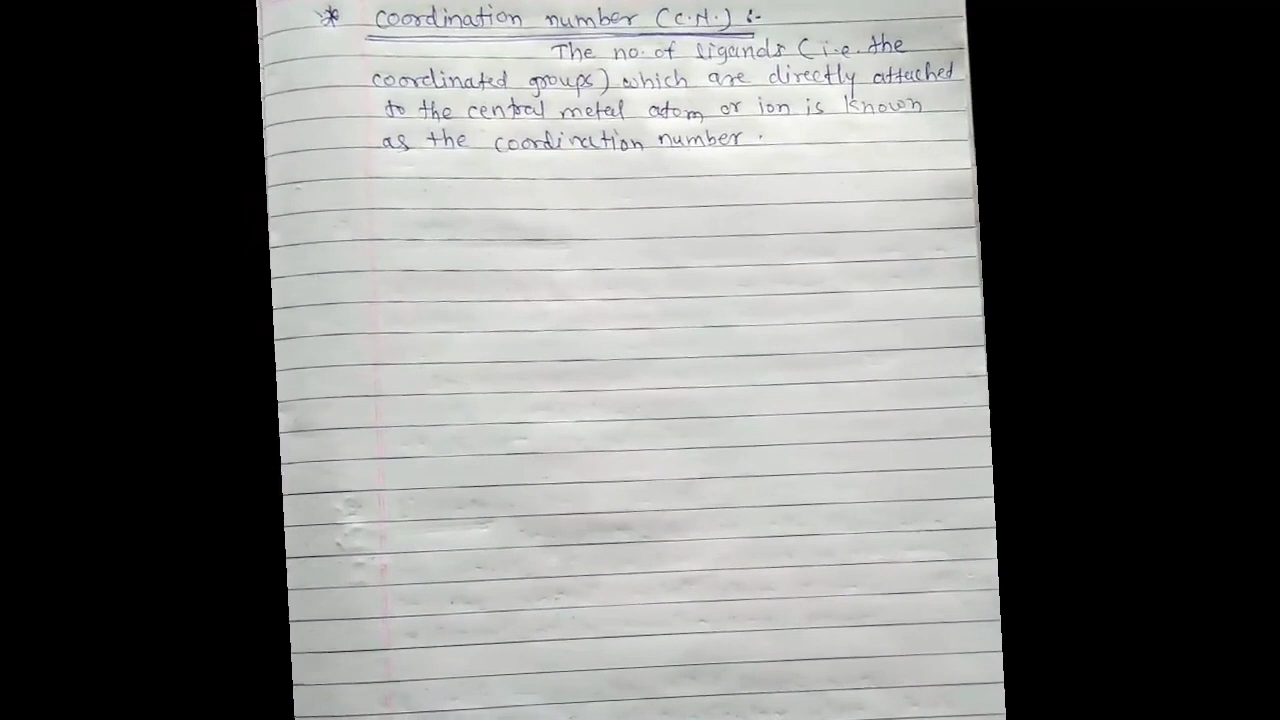 * Coordination number (C.N.) :-
The no. of ligands (i.e. the
coordinated groups) which are directly attached
to the central metal atom or ion is known
as the coordination number.